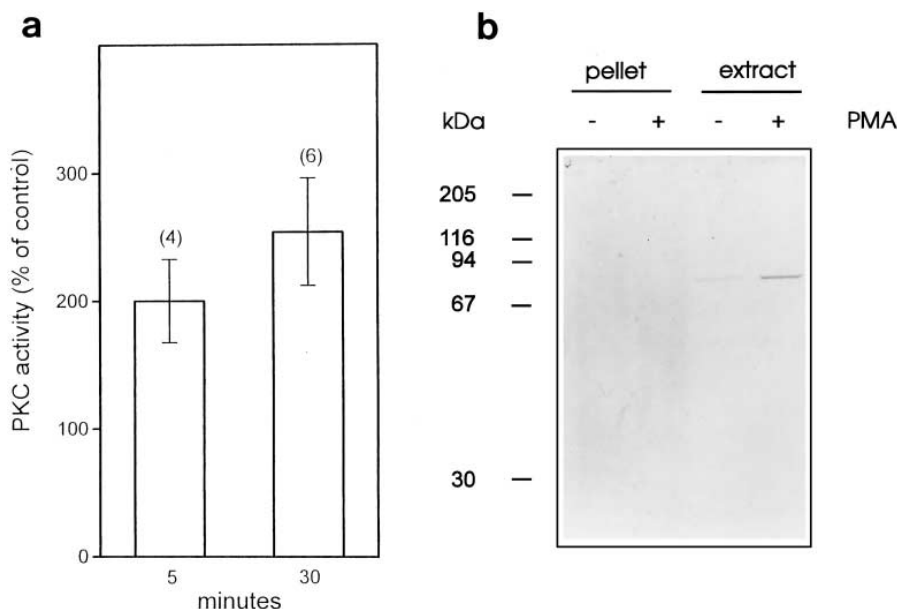 a
PKC activity (% of control)
300
200
100
0
(4)
(6)
5
30
minutes
b
pellet
extract
kDa
-
+
-
+
PMA
205
116
94
67
30